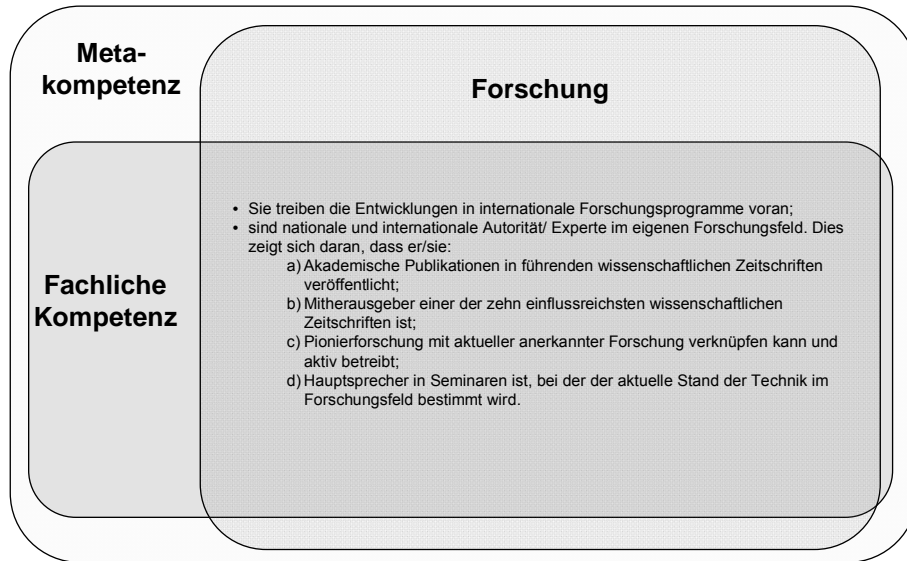 Meta-
kompetenz
Forschung
Fachliche
Kompetenz
• Sie treiben die Entwicklungen in internationale Forschungsprogramme voran;
• sind nationale und internationale Autorität/ Experte im eigenen Forschungsfeld. Dies
zeigt sich daran, dass er/sie:
a) Akademische Publikationen in führenden wissenschaftlichen Zeitschriften
veröffentlicht;
b) Mitherausgeber einer der zehn einflussreichsten wissenschaftlichen
Zeitschriften ist;
c) Pionierforschung mit aktueller anerkannter Forschung verknüpfen kann und
aktiv betreibt;
d) Hauptsprecher in Seminaren ist, bei der der aktuelle Stand der Technik im
Forschungsfeld bestimmt wird.